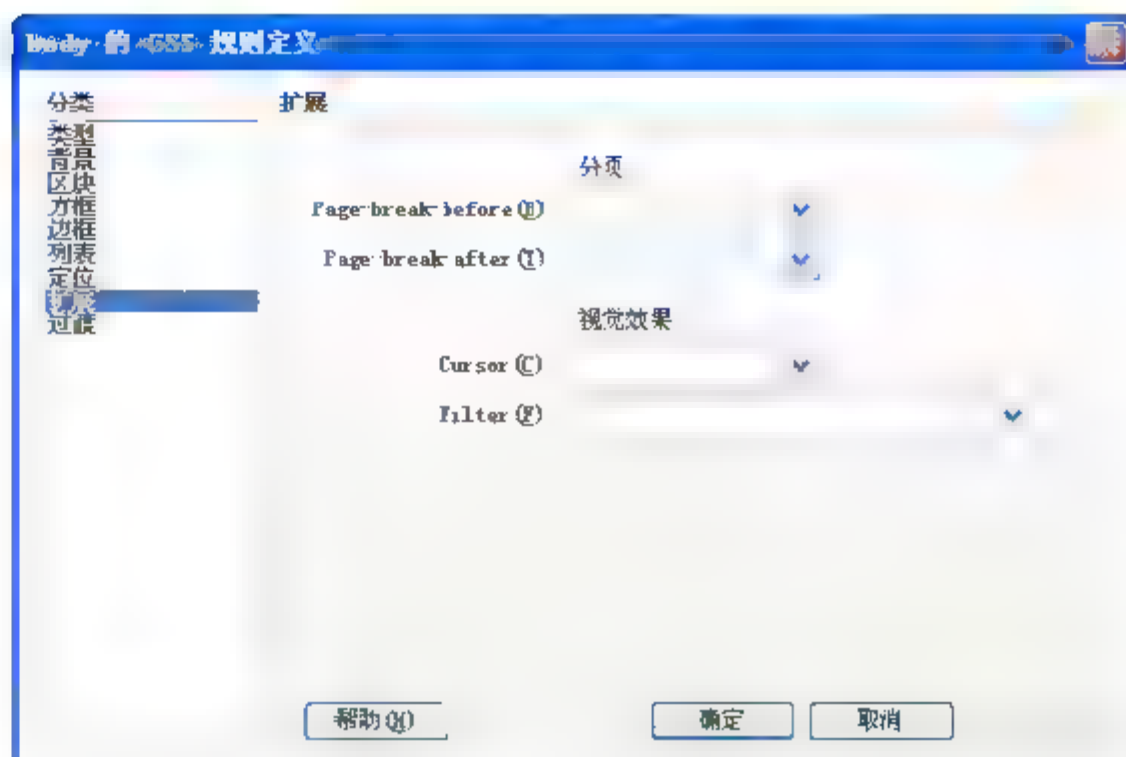 body 的 CSS 规则定义
分类
类型
背景
区块
方框
边框
列表
定位
扩展
过渡
扩展
分页
Page-break-before(B)
Page-break-after(T)
视觉效果
Cursor(C)
Filter(F)
帮助(H)
确定
取消